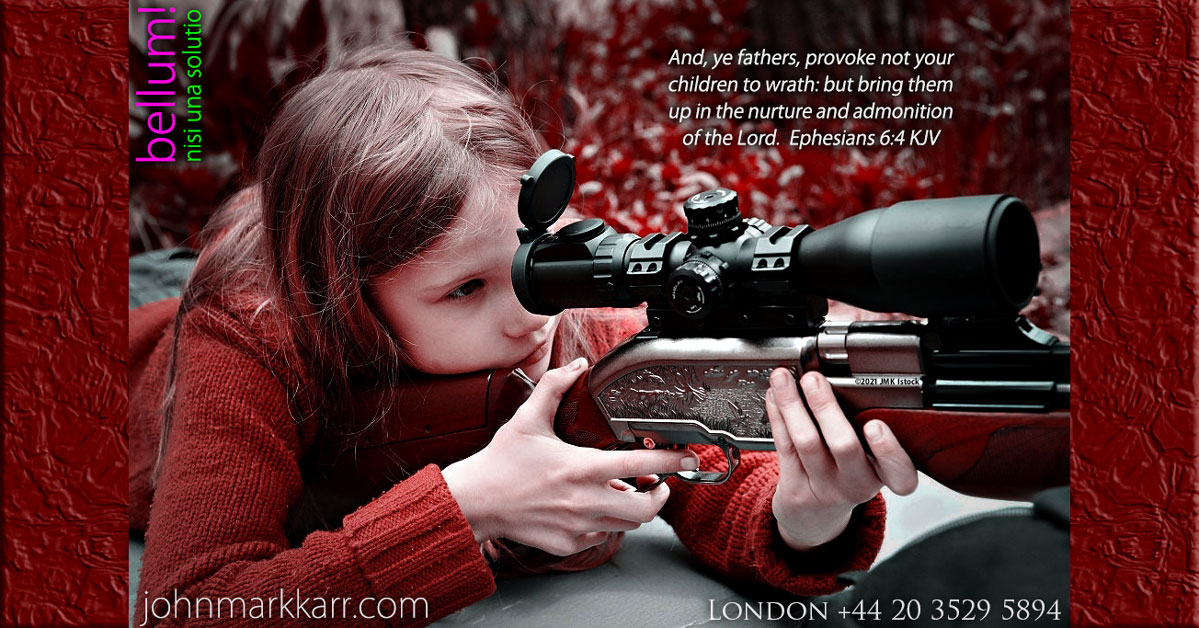 bellum!
nisi una solutio
And, ye fathers, provoke not your
children to wrath: but bring them
up in the nurture and admonition
of the Lord.  Ephesians 6:4 KJV
©2021 JMK Istock
johnmarkkarr.com
LONDON +44 20 3529 5894